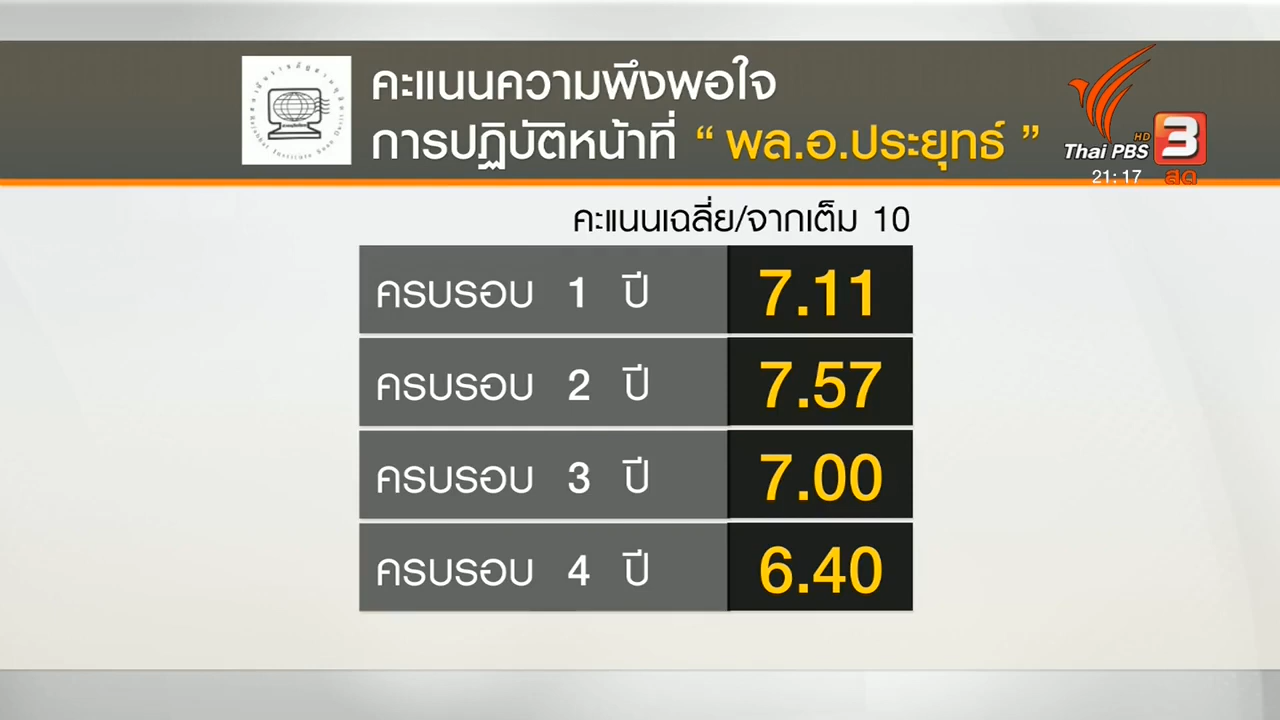 คะแนนความพึงพอใจ
การปฏิบัติหน้าที่ “ พล.อ.ประยุทธ์ ”
HD
Thai PBS 3
21:17 สด
คะแนนเฉลี่ย/จากเต็ม 10
ครบรอบ 1 ปี 7.11
ครบรอบ 2 ปี 7.57
ครบรอบ 3 ปี 7.00
ครบรอบ 4 ปี 6.40